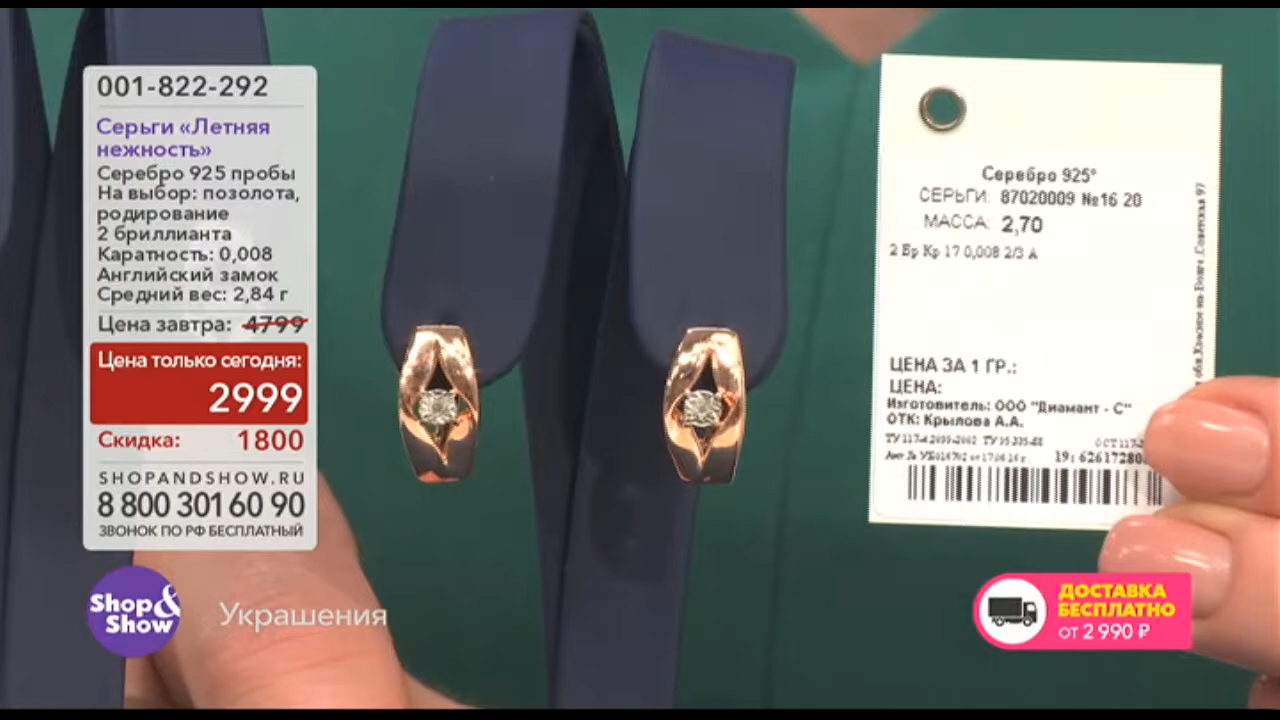 001-822-292
Серьги «Летняя
нежность»
Серебро 925 пробы
На выбор: позолота,
родирование
2 бриллианта
Каратность: 0,008
Английский замок
Средний вес: 2,84 г
Цена завтра: 4799
Цена только сегодня:
2999
Скидка: 1800
SHOPANDSHOW.RU
8 800 301 60 90
ЗВОНОК ПО РФ БЕСПЛАТНЫЙ
Shop&
Show
Украшения
Серебро 925°
СЕРЬГИ: 87020009 №16 20
МАССА: 2,70
2 Бр Кр 17 0,008 2/3 А
ЦЕНА ЗА 1 ГР.:
ЦЕНА:
Изготовитель: ООО "Диамант - С"
ОТК: Крылова А.А.
ДОСТАВКА
БЕСПЛАТНО
от 2 990 ₽